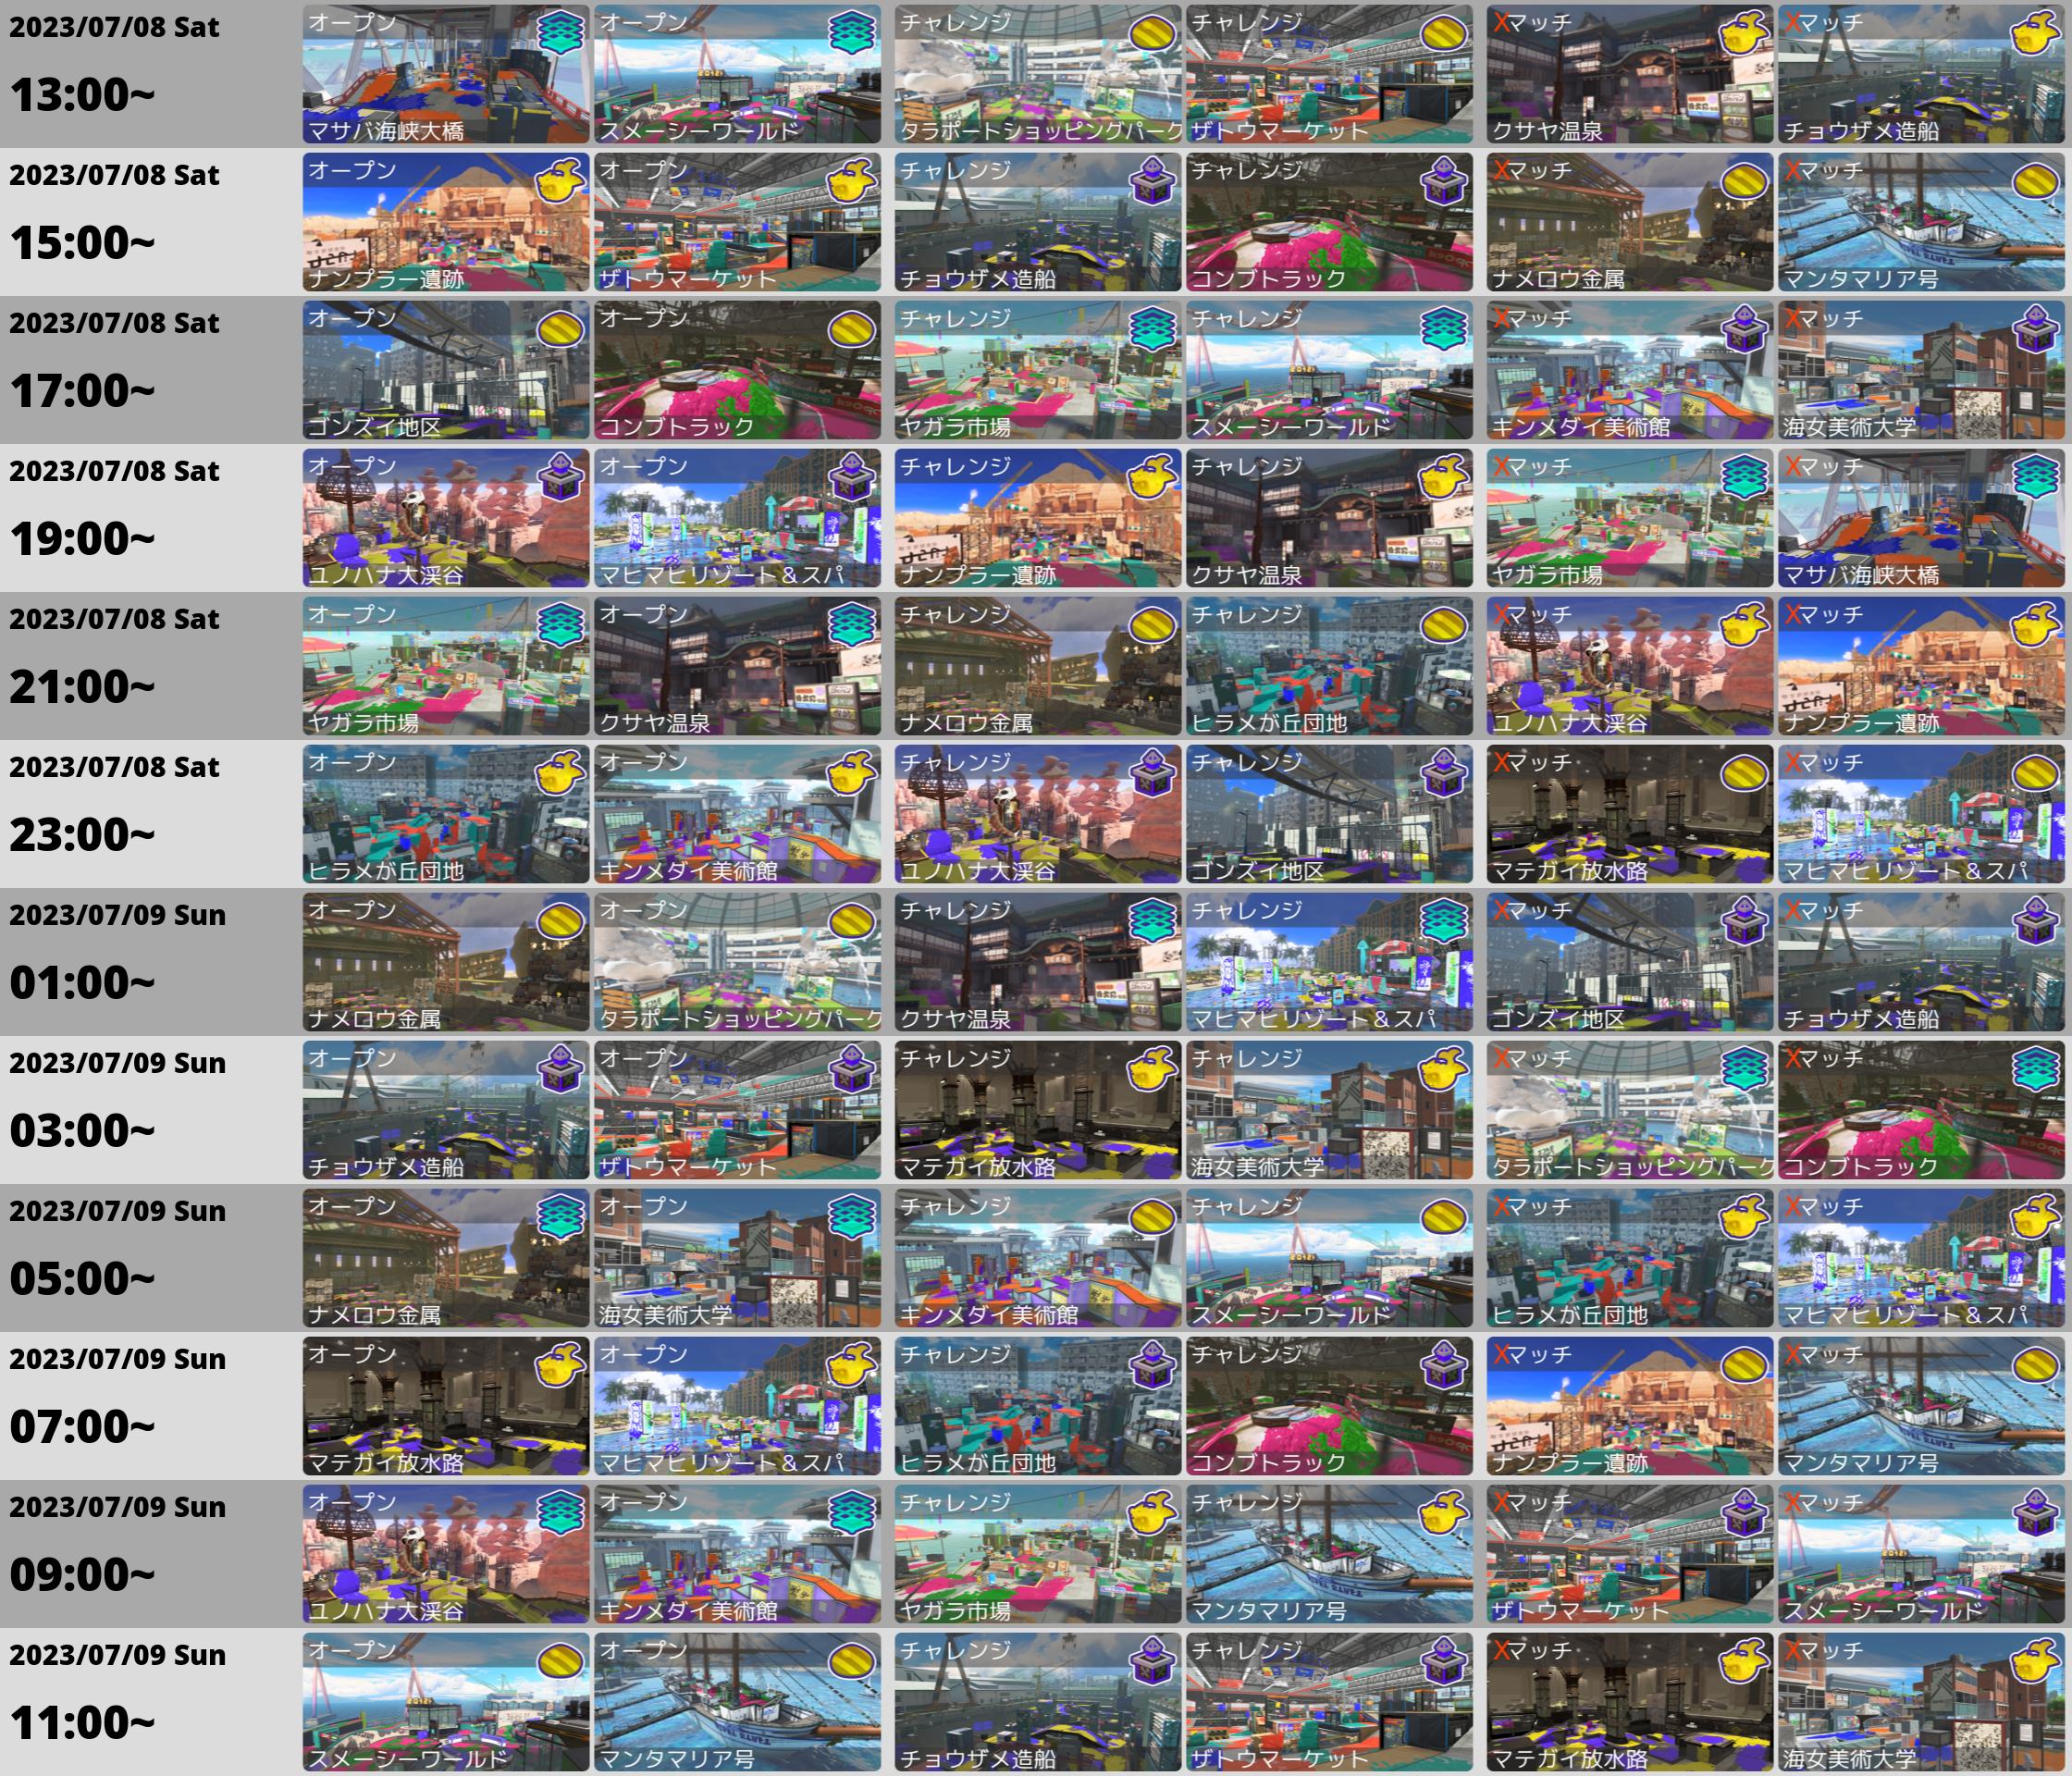 2023/07/08 Sat
13:00~
オープン オープン チャレンジ チャレンジ Xマッチ Xマッチ
マサバ海峡大橋 スメーシーワールド タラポートショッピングパーク ザトウマーケット クサヤ温泉 チョウザメ造船
2023/07/08 Sat
15:00~
オープン オープン チャレンジ チャレンジ Xマッチ Xマッチ
ナンプラー遺跡 ザトウマーケット チョウザメ造船 コンブトラック ナメロウ金属 マンタマリア号
2023/07/08 Sat
17:00~
オープン オープン チャレンジ チャレンジ Xマッチ Xマッチ
ゴンズイ地区 コンブトラック ヤガラ市場 スメーシーワールド キンメダイ美術館 海女美術大学
2023/07/08 Sat
19:00~
オープン オープン チャレンジ チャレンジ Xマッチ Xマッチ
ユノハナ大渓谷 マヒマヒリゾート&スパ ナンプラー遺跡 クサヤ温泉 ヤガラ市場 マサバ海峡大橋
2023/07/08 Sat
21:00~
オープン オープン チャレンジ チャレンジ Xマッチ Xマッチ
ヤガラ市場 クサヤ温泉 ナメロウ金属 ヒラメが丘団地 ユノハナ大渓谷 ナンプラー遺跡
2023/07/08 Sat
23:00~
オープン オープン チャレンジ チャレンジ Xマッチ Xマッチ
ヒラメが丘団地 キンメダイ美術館 ユノハナ大渓谷 ゴンズイ地区 マテガイ放水路 マヒマヒリゾート&スパ
2023/07/09 Sun
01:00~
オープン オープン チャレンジ チャレンジ Xマッチ Xマッチ
ナメロウ金属 タラポートショッピングパーク クサヤ温泉 マヒマヒリゾート&スパ ゴンズイ地区 チョウザメ造船
2023/07/09 Sun
03:00~
オープン オープン チャレンジ チャレンジ Xマッチ Xマッチ
チョウザメ造船 ザトウマーケット マテガイ放水路 海女美術大学 タラポートショッピングパーク コンブトラック
2023/07/09 Sun
05:00~
オープン オープン チャレンジ チャレンジ Xマッチ Xマッチ
ナメロウ金属 海女美術大学 キンメダイ美術館 スメーシーワールド ヒラメが丘団地 マヒマヒリゾート&スパ
2023/07/09 Sun
07:00~
オープン オープン チャレンジ チャレンジ Xマッチ Xマッチ
マテガイ放水路 マヒマヒリゾート&スパ ヒラメが丘団地 コンブトラック ナンプラー遺跡 マンタマリア号
2023/07/09 Sun
09:00~
オープン オープン チャレンジ チャレンジ Xマッチ Xマッチ
ユノハナ大渓谷 キンメダイ美術館 ヤガラ市場 マンタマリア号 ザトウマーケット スメーシーワールド
2023/07/09 Sun
11:00~
オープン オープン チャレンジ チャレンジ Xマッチ Xマッチ
スメーシーワールド マンタマリア号 チョウザメ造船 ザトウマーケット マテガイ放水路 海女美術大学